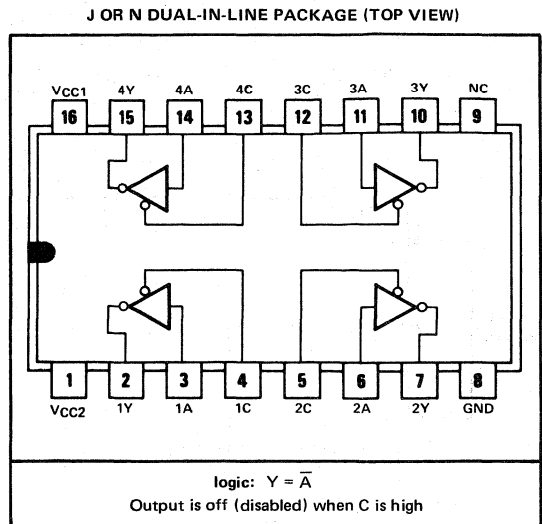 J OR N DUAL-IN-LINE PACKAGE (TOP VIEW)
VCC1 4Y 4A 4C 3C 3A 3Y NC
16 15 14 13 12 11 10 9
1 2 3 4 5 6 7 8
VCC2 1Y 1A 1C 2C 2A 2Y GND
logic: Y = A̅
Output is off (disabled) when C is high